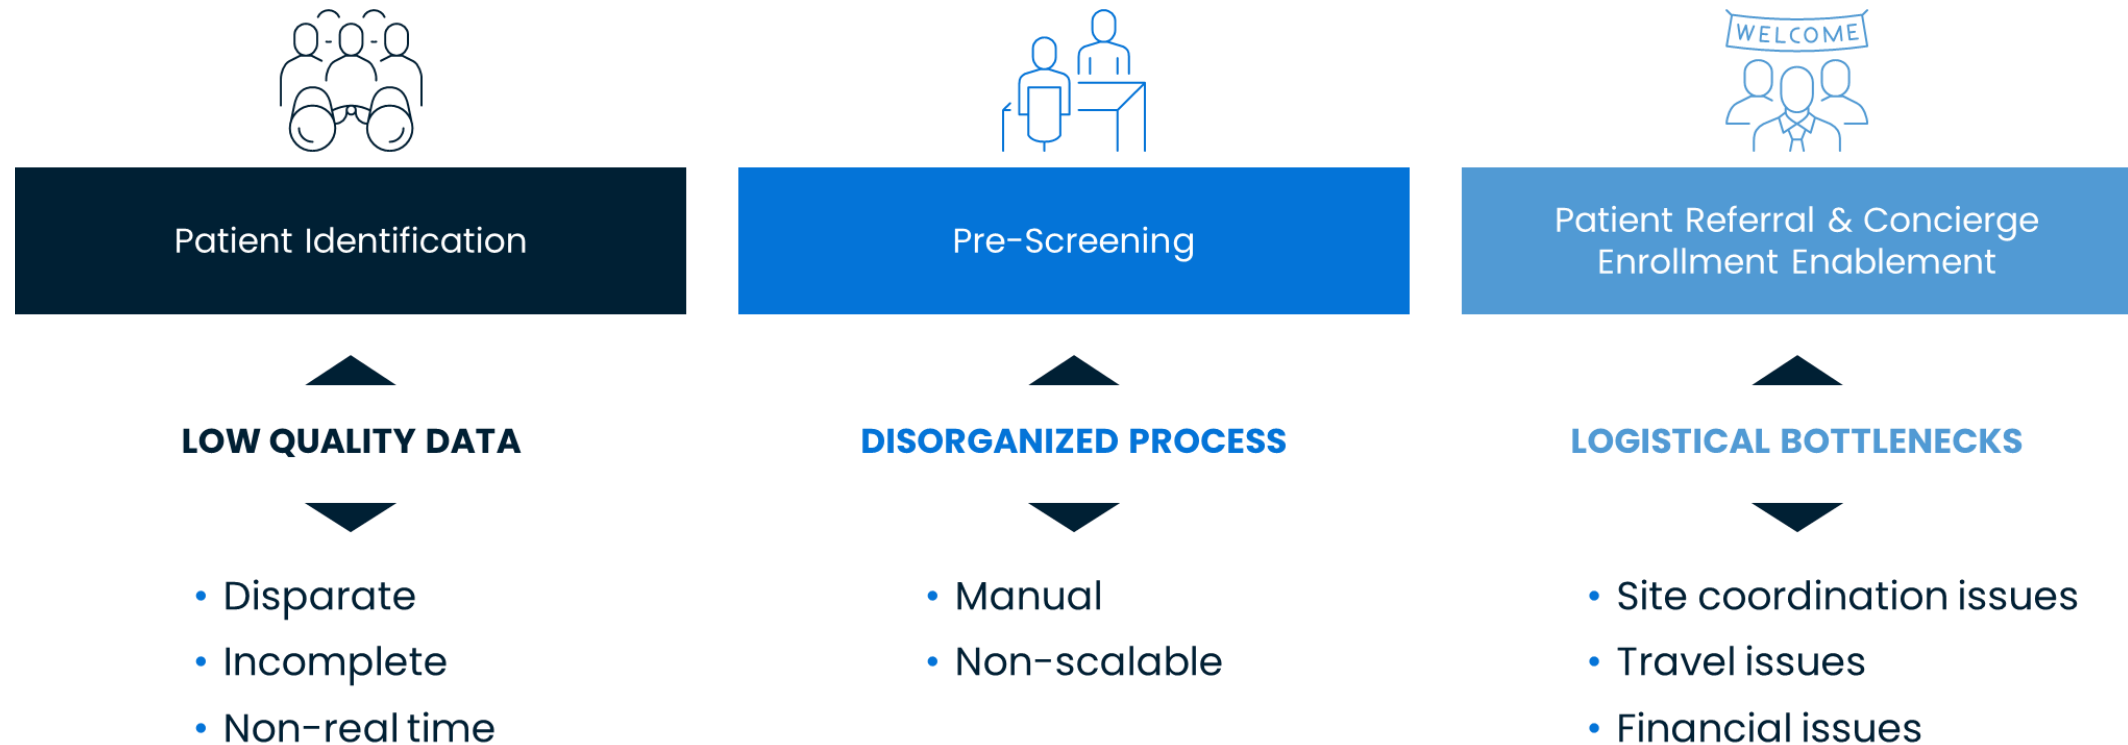 WELCOME
Patient Identification
Pre-Screening
Patient Referral & Concierge
Enrollment Enablement
LOW QUALITY DATA
DISORGANIZED PROCESS
LOGISTICAL BOTTLENECKS
• Disparate
• Incomplete
• Non-real time
• Manual
• Non-scalable
• Site coordination issues
• Travel issues
• Financial issues